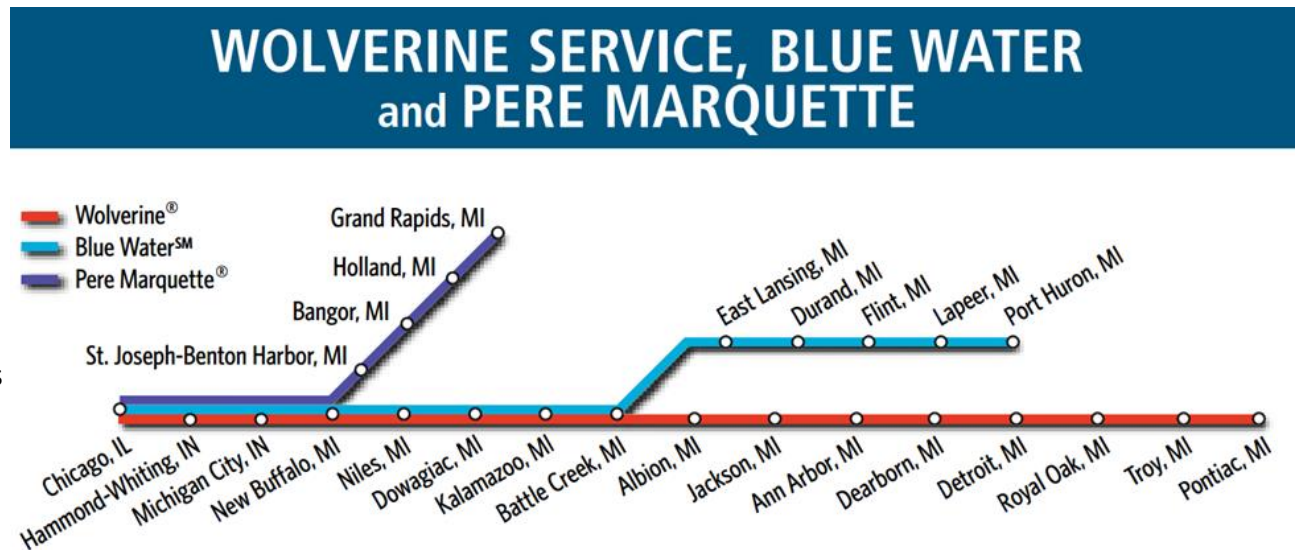 WOLVERINE SERVICE, BLUE WATER
and PERE MARQUETTE
Wolverine®
Blue Water℠
Pere Marquette®
Grand Rapids, MI
Holland, MI
Bangor, MI
St. Joseph-Benton Harbor, MI
East Lansing, MI
Durand, MI
Flint, MI
Lapeer, MI
Port Huron, MI
s
Chicago, IL
Hammond-Whiting, IN
Michigan City, IN
New Buffalo, MI
Niles, MI
Dowagiac, MI
Kalamazoo, MI
Battle Creek, MI
Albion, MI
Jackson, MI
Ann Arbor, MI
Dearborn, MI
Detroit, MI
Royal Oak, MI
Troy, MI
Pontiac, MI